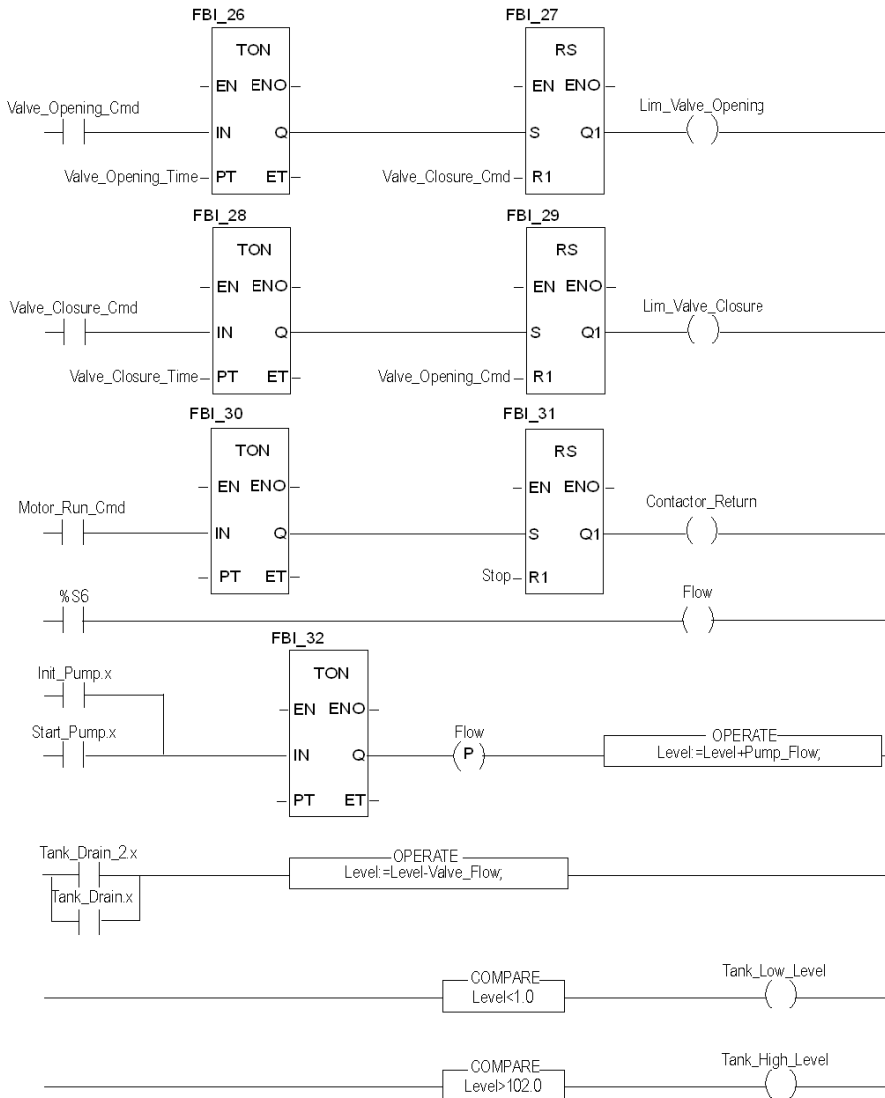 FBI_26 FBI_27
TON RS
EN ENO EN ENO
Valve_Opening_Cmd Lim_Valve_Opening
IN Q S Q1
Valve_Opening_Time PT ET Valve_Closure_Cmd R1
FBI_28 FBI_29
TON RS
EN ENO EN ENO
Valve_Closure_Cmd Lim_Valve_Closure
IN Q S Q1
Valve_Closure_Time PT ET Valve_Opening_Cmd R1
FBI_30 FBI_31
TON RS
EN ENO EN ENO
Motor_Run_Cmd Contactor_Return
IN Q S Q1
PT ET Stop R1
%S6 Flow
FBI_32
Init_Pump.x TON
EN ENO
Start_Pump.x Flow OPERATE
IN Q P Level:=Level+Pump_Flow;
PT ET
Tank_Drain_2.x OPERATE
Level:=Level-Valve_Flow;
Tank_Drain.x
COMPARE Tank_Low_Level
Level<1.0
COMPARE Tank_High_Level
Level>102.0